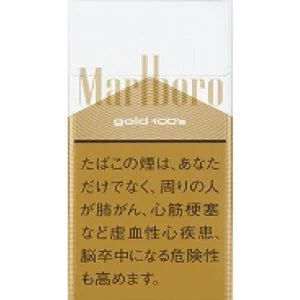 Marlboro
gold 100's
たばこの煙は、あなた
だけでなく、周りの人
が肺がん、心筋梗塞
など虚血性心疾患、
脳卒中になる危険性
も高めます。